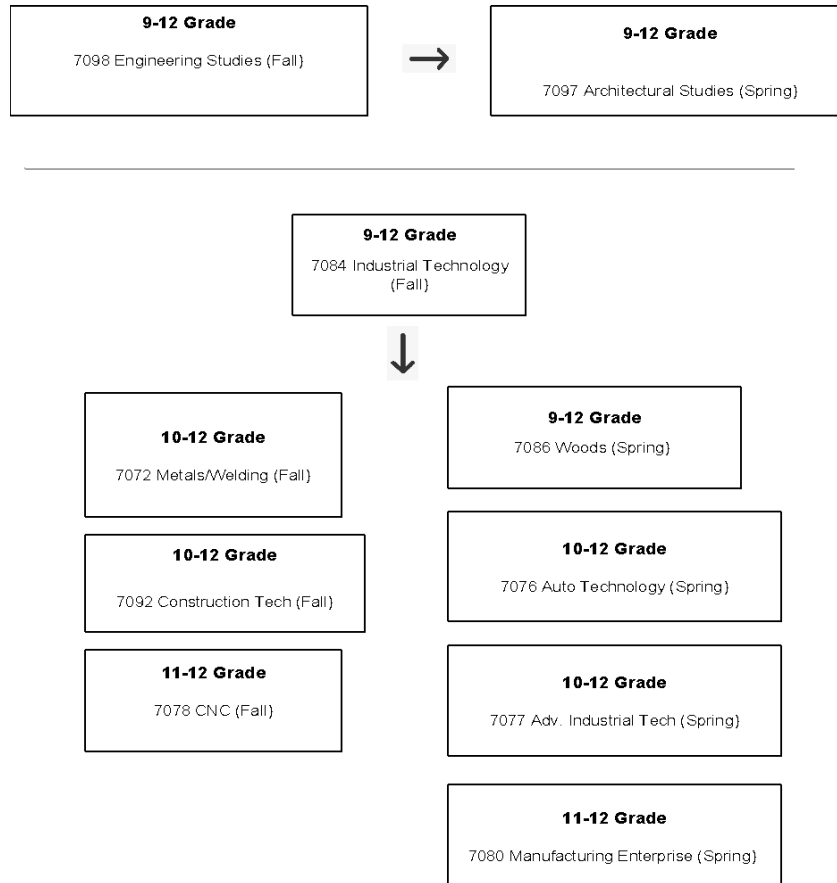 9-12 Grade
7098 Engineering Studies (Fall}
9-12 Grade
7097 Architectural Studies (Spring}
9-12 Grade
7084 Industrial Technology
(Fall}
10-12 Grade
7072 Metals/Welding (Fall}
10-12 Grade
7092 Construction Tech (Fall}
11-12 Grade
7078 CNC (Fall}
9-12 Grade
7086 Woods (Spring}
10-12 Grade
7076 Auto Technology (Spring}
10-12 Grade
7077 Adv. Industrial Tech (Spring}
11-12 Grade
7080 Manufacturing Enterprise (Spring}